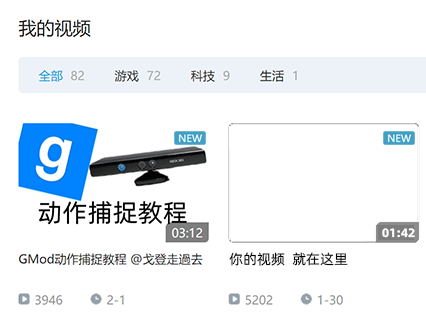 我的视频
全部 82 游戏 72 科技 9 生活 1
g
NEW
XBOX 360
动作捕捉教程
03:12
NEW
01:42
GMod动作捕捉教程 @戈登走過去
你的视频 就在这里
3946 2-1
5202 1-30